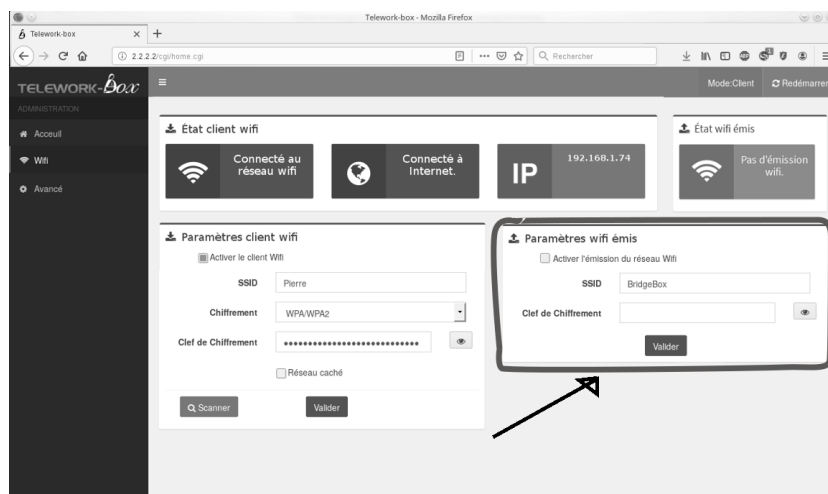 Telework-box - Mozilla Firefox
Telework-box
2.2.2.2/cgi/home.cgi
Rechercher
TELEWORK-Box
Mode:Client
Redémarrer
ADMINISTRATION
Acceuil
Wifi
Avancé
État client wifi
Connecté au
réseau wifi
Connecté à
Internet.
IP
192.168.1.74
État wifi émis
Pas d'émission
wifi.
Paramètres client wifi
Activer le client Wifi
SSID
Pierre
Chiffrement
WPA/WPA2
Clef de Chiffrement
Réseau caché
Scanner
Valider
Paramètres wifi émis
Activer l'émission du réseau Wifi
SSID
BridgeBox
Clef de Chiffrement
Valider